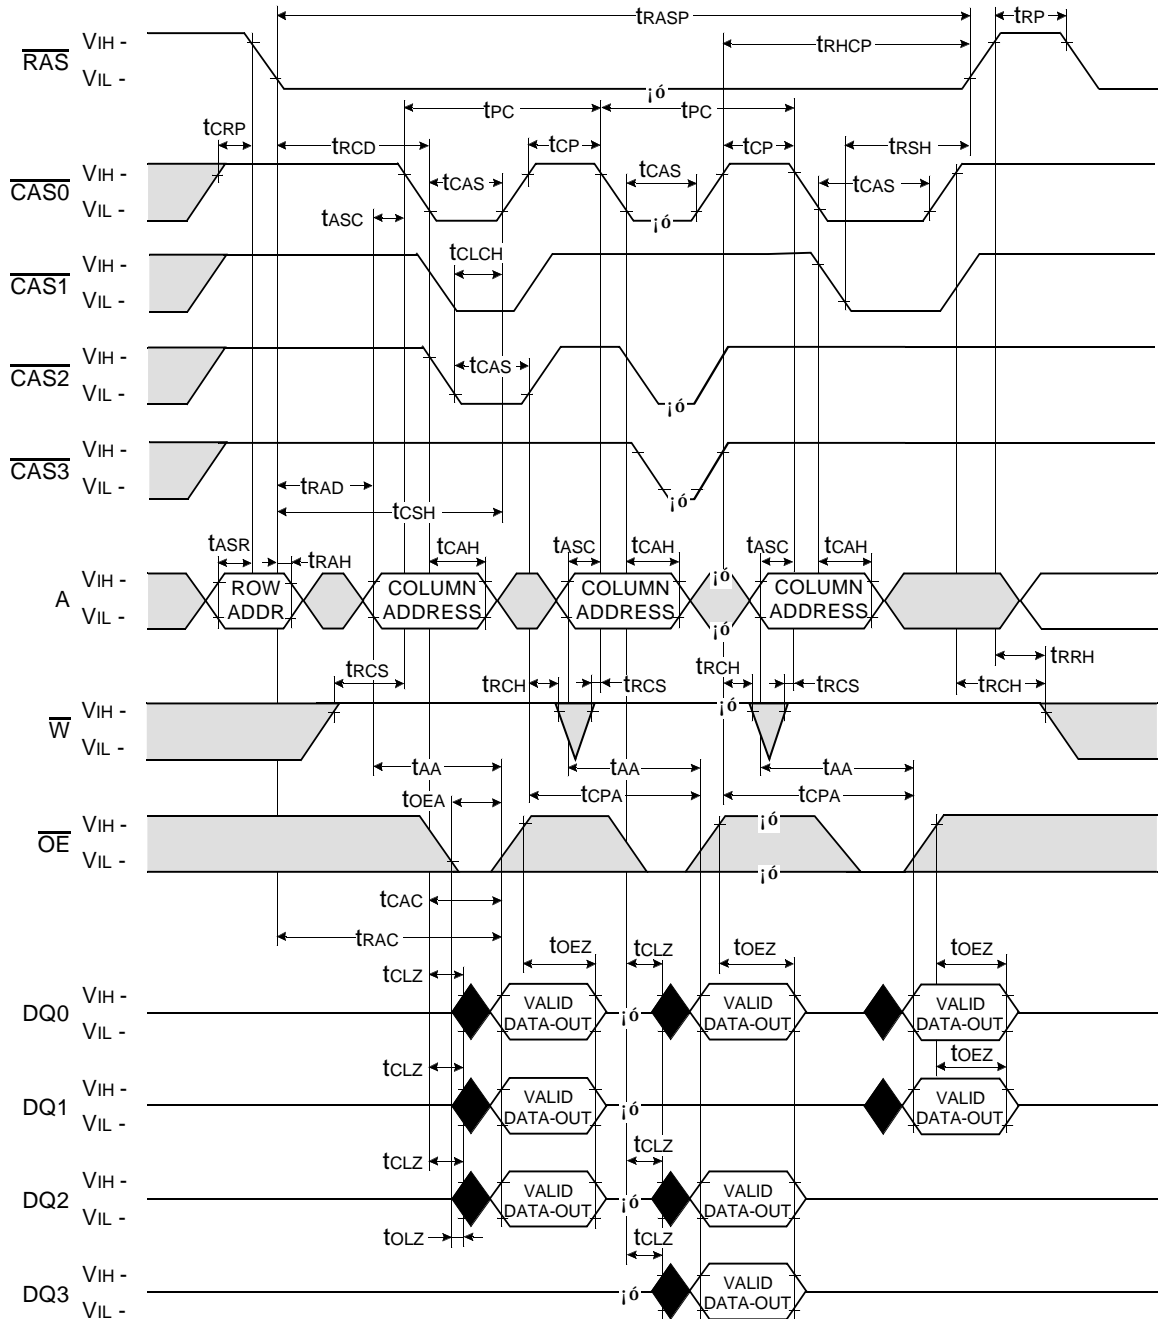 tRASP tRP
RAS VIH - tRHCP
VIL - ¡ó
tPC tPC
tCRP tRCD tCP tCP tRSH
CAS0 VIH - tCAS tCAS tCAS
VIL - ¡ó
tASC
tCLCH
CAS1 VIH -
VIL -
CAS2 VIH - tCAS
VIL - ¡ó
CAS3 VIH -
VIL - ¡ó
tRAD
tCSH
tASR tRAH tCAH tASC tCAH tASC tCAH
A VIH - ROW COLUMN COLUMN ¡ó COLUMN
VIL - ADDR ADDRESS ADDRESS ¡ó ADDRESS
tRRH
tRCS tRCH tRCS tRCH tRCS tRCH
W VIH - ¡ó
VIL -
tAA tAA tAA
tOEA tCPA tCPA
OE VIH - ¡ó
VIL - ¡ó
tCAC
tRAC
tCLZ tOEZ tCLZ tOEZ tOEZ
DQ0 VIH - VALID VALID VALID
VIL - DATA-OUT ¡ó DATA-OUT DATA-OUT
tCLZ tOEZ
DQ1 VIH - VALID VALID
VIL - DATA-OUT ¡ó DATA-OUT
tCLZ tCLZ
DQ2 VIH - VALID VALID
VIL - DATA-OUT ¡ó DATA-OUT
tOLZ tCLZ
DQ3 VIH - VALID
VIL - ¡ó DATA-OUT